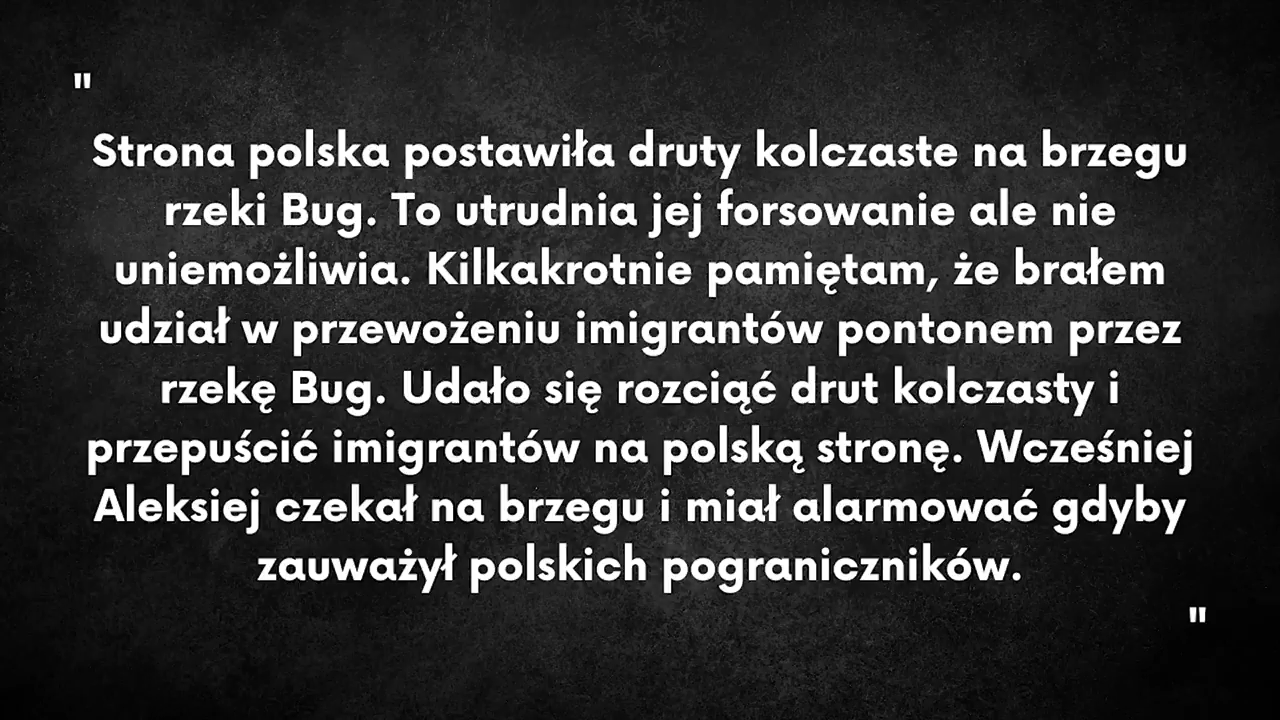 "
Strona polska postawiła druty kolczaste na brzegu
rzeki Bug. To utrudnia jej forsowanie ale nie
uniemożliwia. Kilkakrotnie pamiętam, że brałem
udział w przewożeniu imigrantów pontonem przez
rzekę Bug. Udało się rozciąć drut kolczasty i
przepuścić imigrantów na polską stronę. Wcześniej
Aleksiej czekał na brzegu i miał alarmować gdyby
zauważył polskich pograniczników.
"